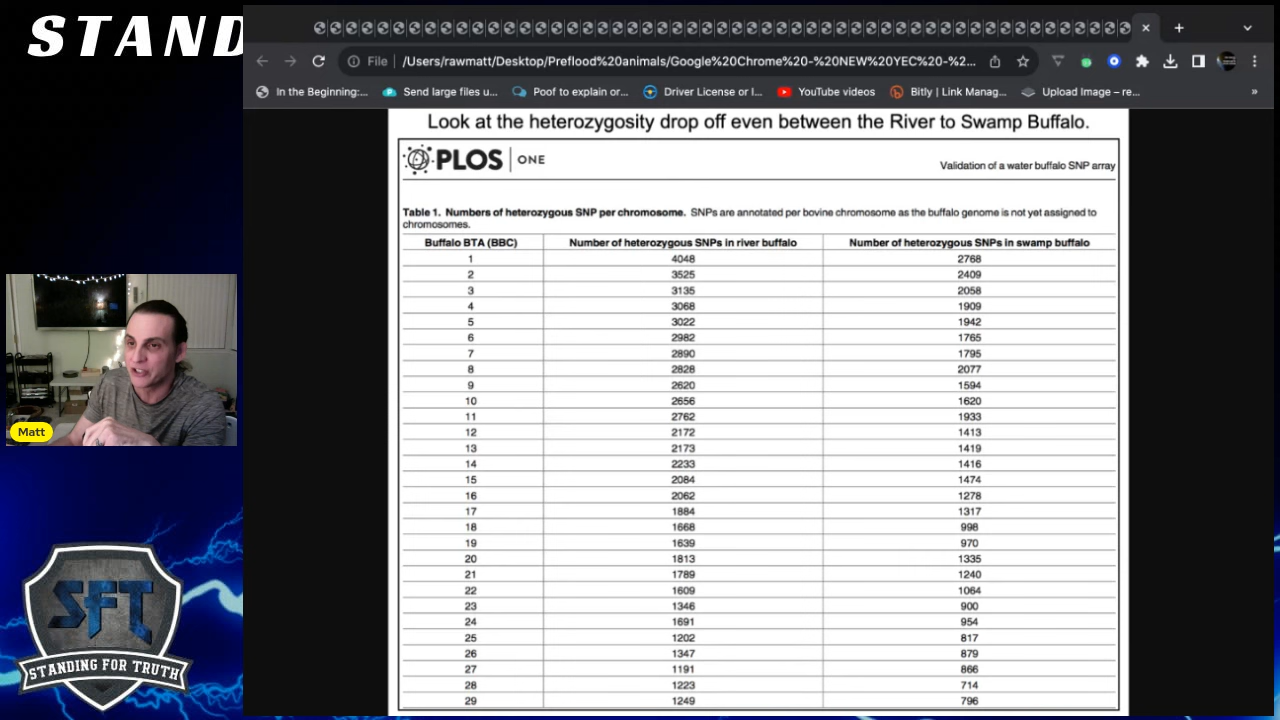 STAND
File /Users/rawmatt/Desktop/Preflood%20animals/Google%20Chrome%20-%20NEW%20YEC%20-%2...
In the Beginning:... Send large files u... Poof to explain or... Driver License or I... YouTube videos Bitly | Link Manag... Upload Image – re... »
Look at the heterozygosity drop off even between the River to Swamp Buffalo.
PLOS | ONE Validation of a water buffalo SNP array
Table 1. Numbers of heterozygous SNP per chromosome. SNPs are annotated per bovine chromosome as the buffalo genome is not yet assigned to
chromosomes.
Buffalo BTA (BBC) Number of heterozygous SNPs in river buffalo Number of heterozygous SNPs in swamp buffalo
1 4048 2768
2 3525 2409
3 3135 2058
4 3068 1909
5 3022 1942
6 2982 1765
7 2890 1795
8 2828 2077
9 2620 1594
10 2656 1620
11 2762 1933
12 2172 1413
13 2173 1419
14 2233 1416
15 2084 1474
16 2062 1278
17 1884 1317
18 1668 998
19 1639 970
20 1813 1335
21 1789 1240
22 1609 1064
23 1346 900
24 1691 954
25 1202 817
26 1347 879
27 1191 866
28 1223 714
29 1249 796
Matt
SFT
STANDING FOR TRUTH